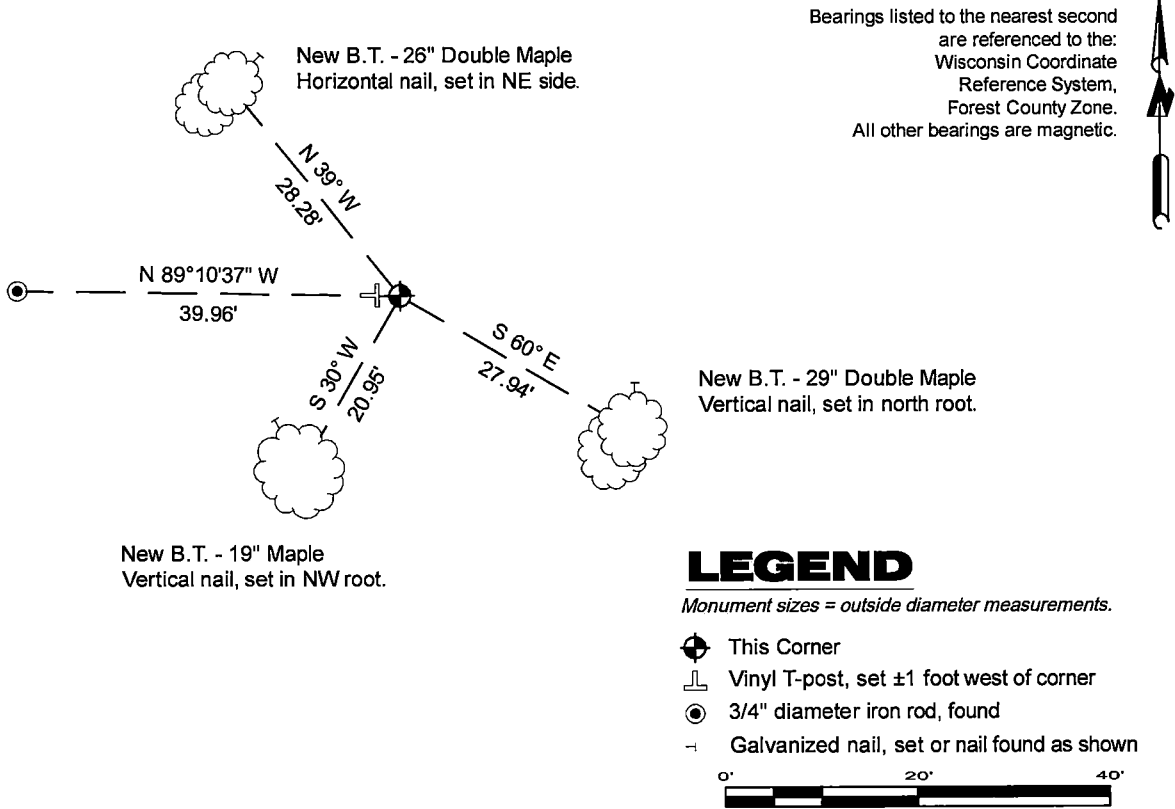 New B.T. - 26" Double Maple
Horizontal nail, set in NE side.
Bearings listed to the nearest second
are referenced to the:
Wisconsin Coordinate
Reference System,
Forest County Zone.
All other bearings are magnetic.
N 39° W
28.28'
N 89°10'37" W
39.96'
S 30° W
20.95'
S 60° E
27.94'
New B.T. - 29" Double Maple
Vertical nail, set in north root.
New B.T. - 19" Maple
Vertical nail, set in NW root.
LEGEND
Monument sizes = outside diameter measurements.
This Corner
Vinyl T-post, set ±1 foot west of corner
3/4" diameter iron rod, found
Galvanized nail, set or nail found as shown
0' 20' 40'